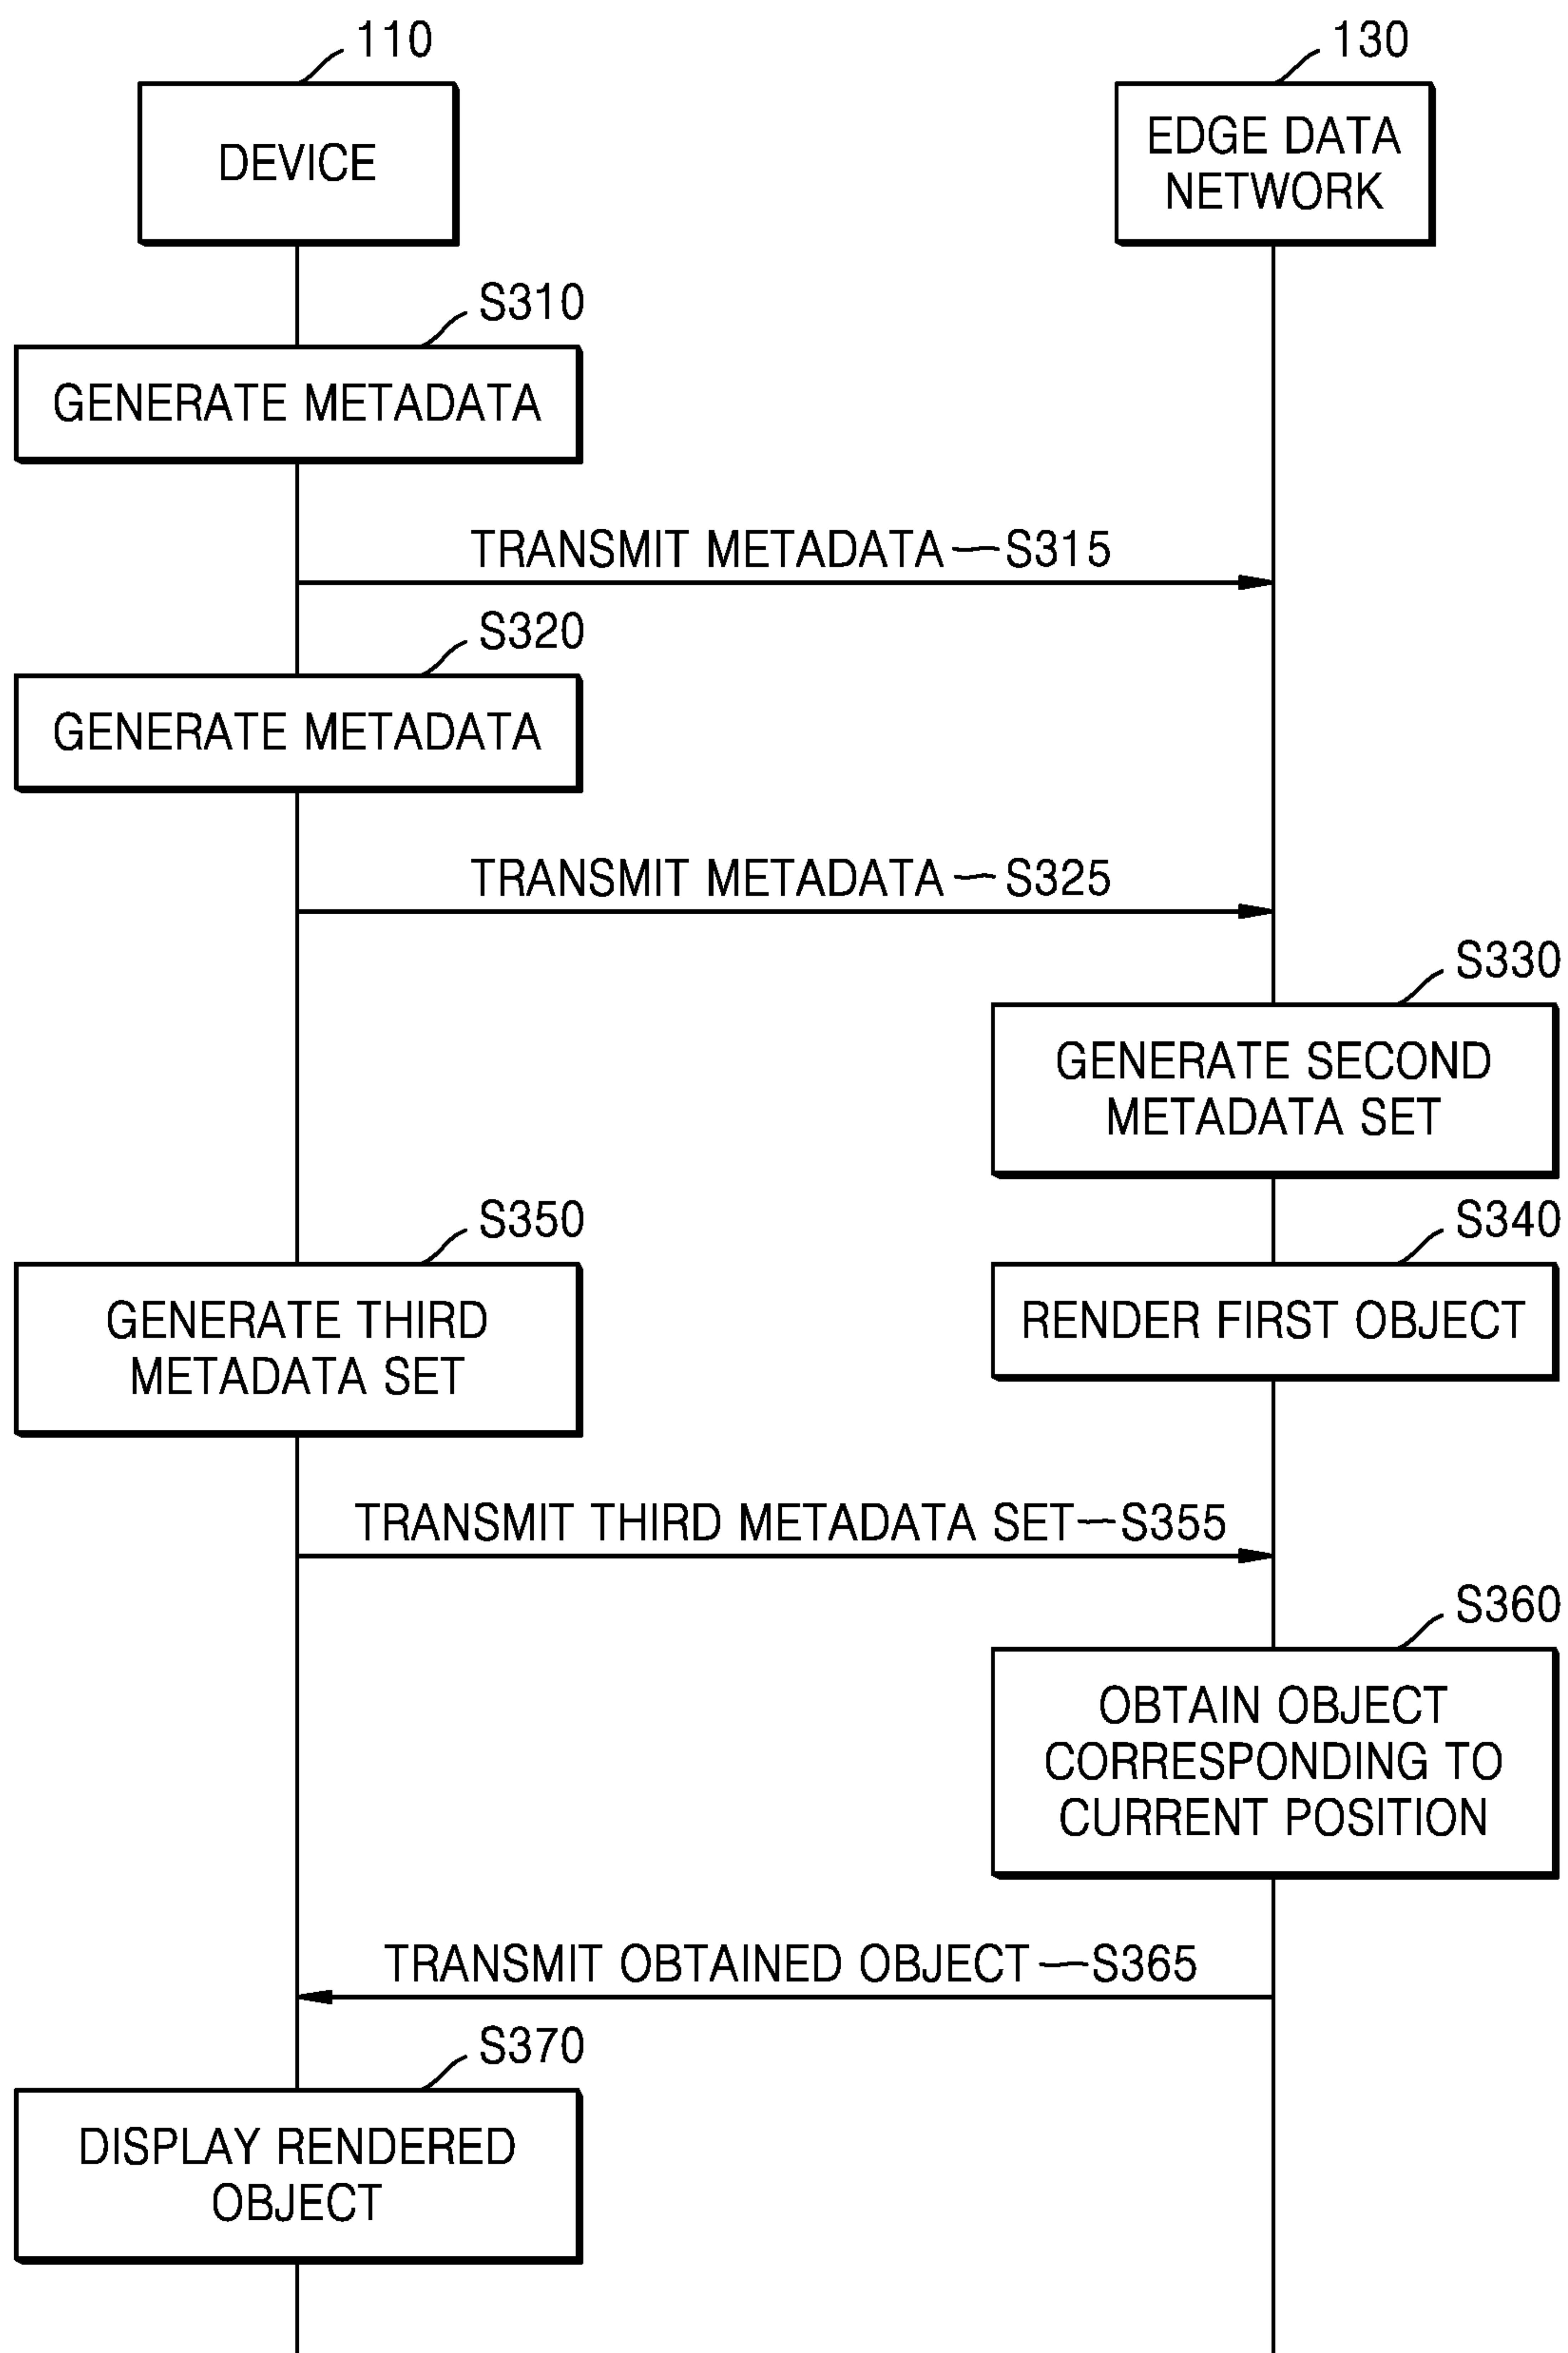 110
130
DEVICE
EDGE DATA
NETWORK
S310
GENERATE METADATA
TRANSMIT METADATA — S315
S320
GENERATE METADATA
TRANSMIT METADATA — S325
S330
GENERATE SECOND
METADATA SET
S350
S340
GENERATE THIRD
METADATA SET
RENDER FIRST OBJECT
TRANSMIT THIRD METADATA SET — S355
S360
OBTAIN OBJECT
CORRESPONDING TO
CURRENT POSITION
TRANSMIT OBTAINED OBJECT — S365
S370
DISPLAY RENDERED
OBJECT